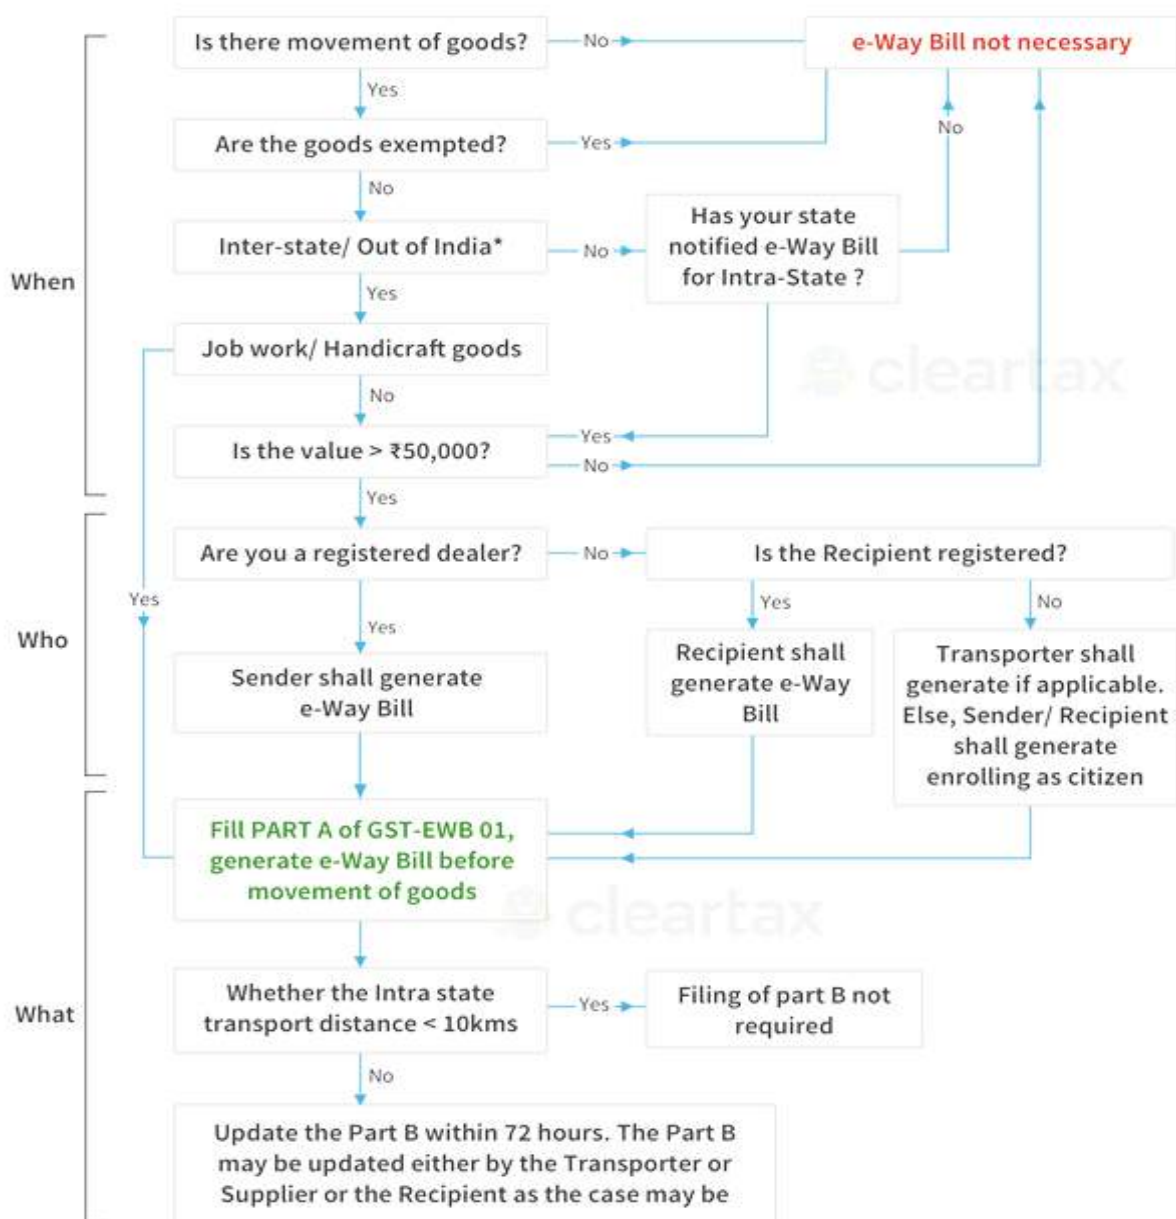 Is there movement of goods?
No
e-Way Bill not necessary
Yes
Are the goods exempted?
Yes
No
No
When
Inter-state/ Out of India*
No
Has your state
notified e-Way Bill
for Intra-State ?
Yes
Job work/ Handicraft goods
cleartax
No
Is the value > ₹50,000?
Yes
No
Yes
Who
Are you a registered dealer?
No
Is the Recipient registered?
Yes
Yes
Yes
No
Sender shall generate
e-Way Bill
Recipient shall
generate e-Way
Bill
Transporter shall
generate if applicable.
Else, Sender/ Recipient
shall generate
enrolling as citizen
Fill PART A of GST-EWB 01,
generate e-Way Bill before
movement of goods
cleartax
What
Whether the Intra state
transport distance < 10kms
Yes
Filing of part B not
required
No
Update the Part B within 72 hours. The Part B
may be updated either by the Transporter or
Supplier or the Recipient as the case may be